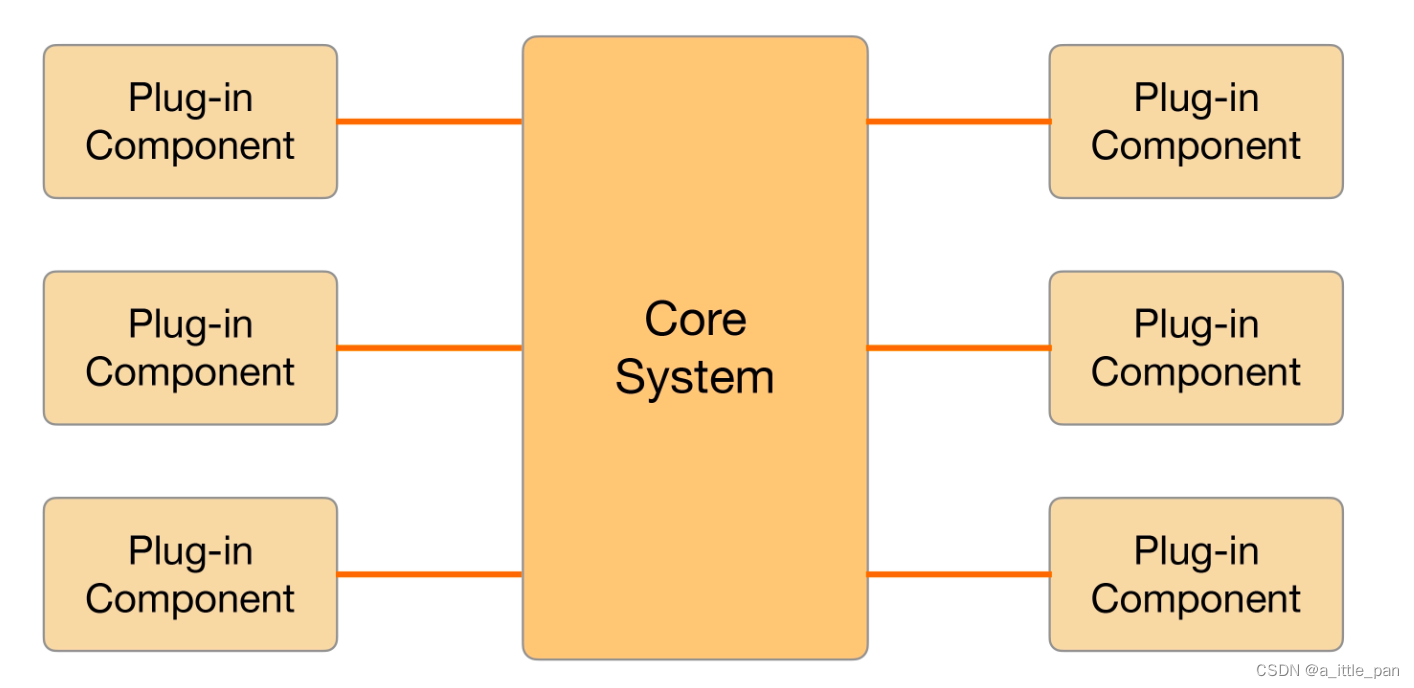 Plug-in
Component
Plug-in
Component
Plug-in
Component
Core
System
Plug-in
Component
Plug-in
Component
Plug-in
Component
CSDN @a_ittle_pan